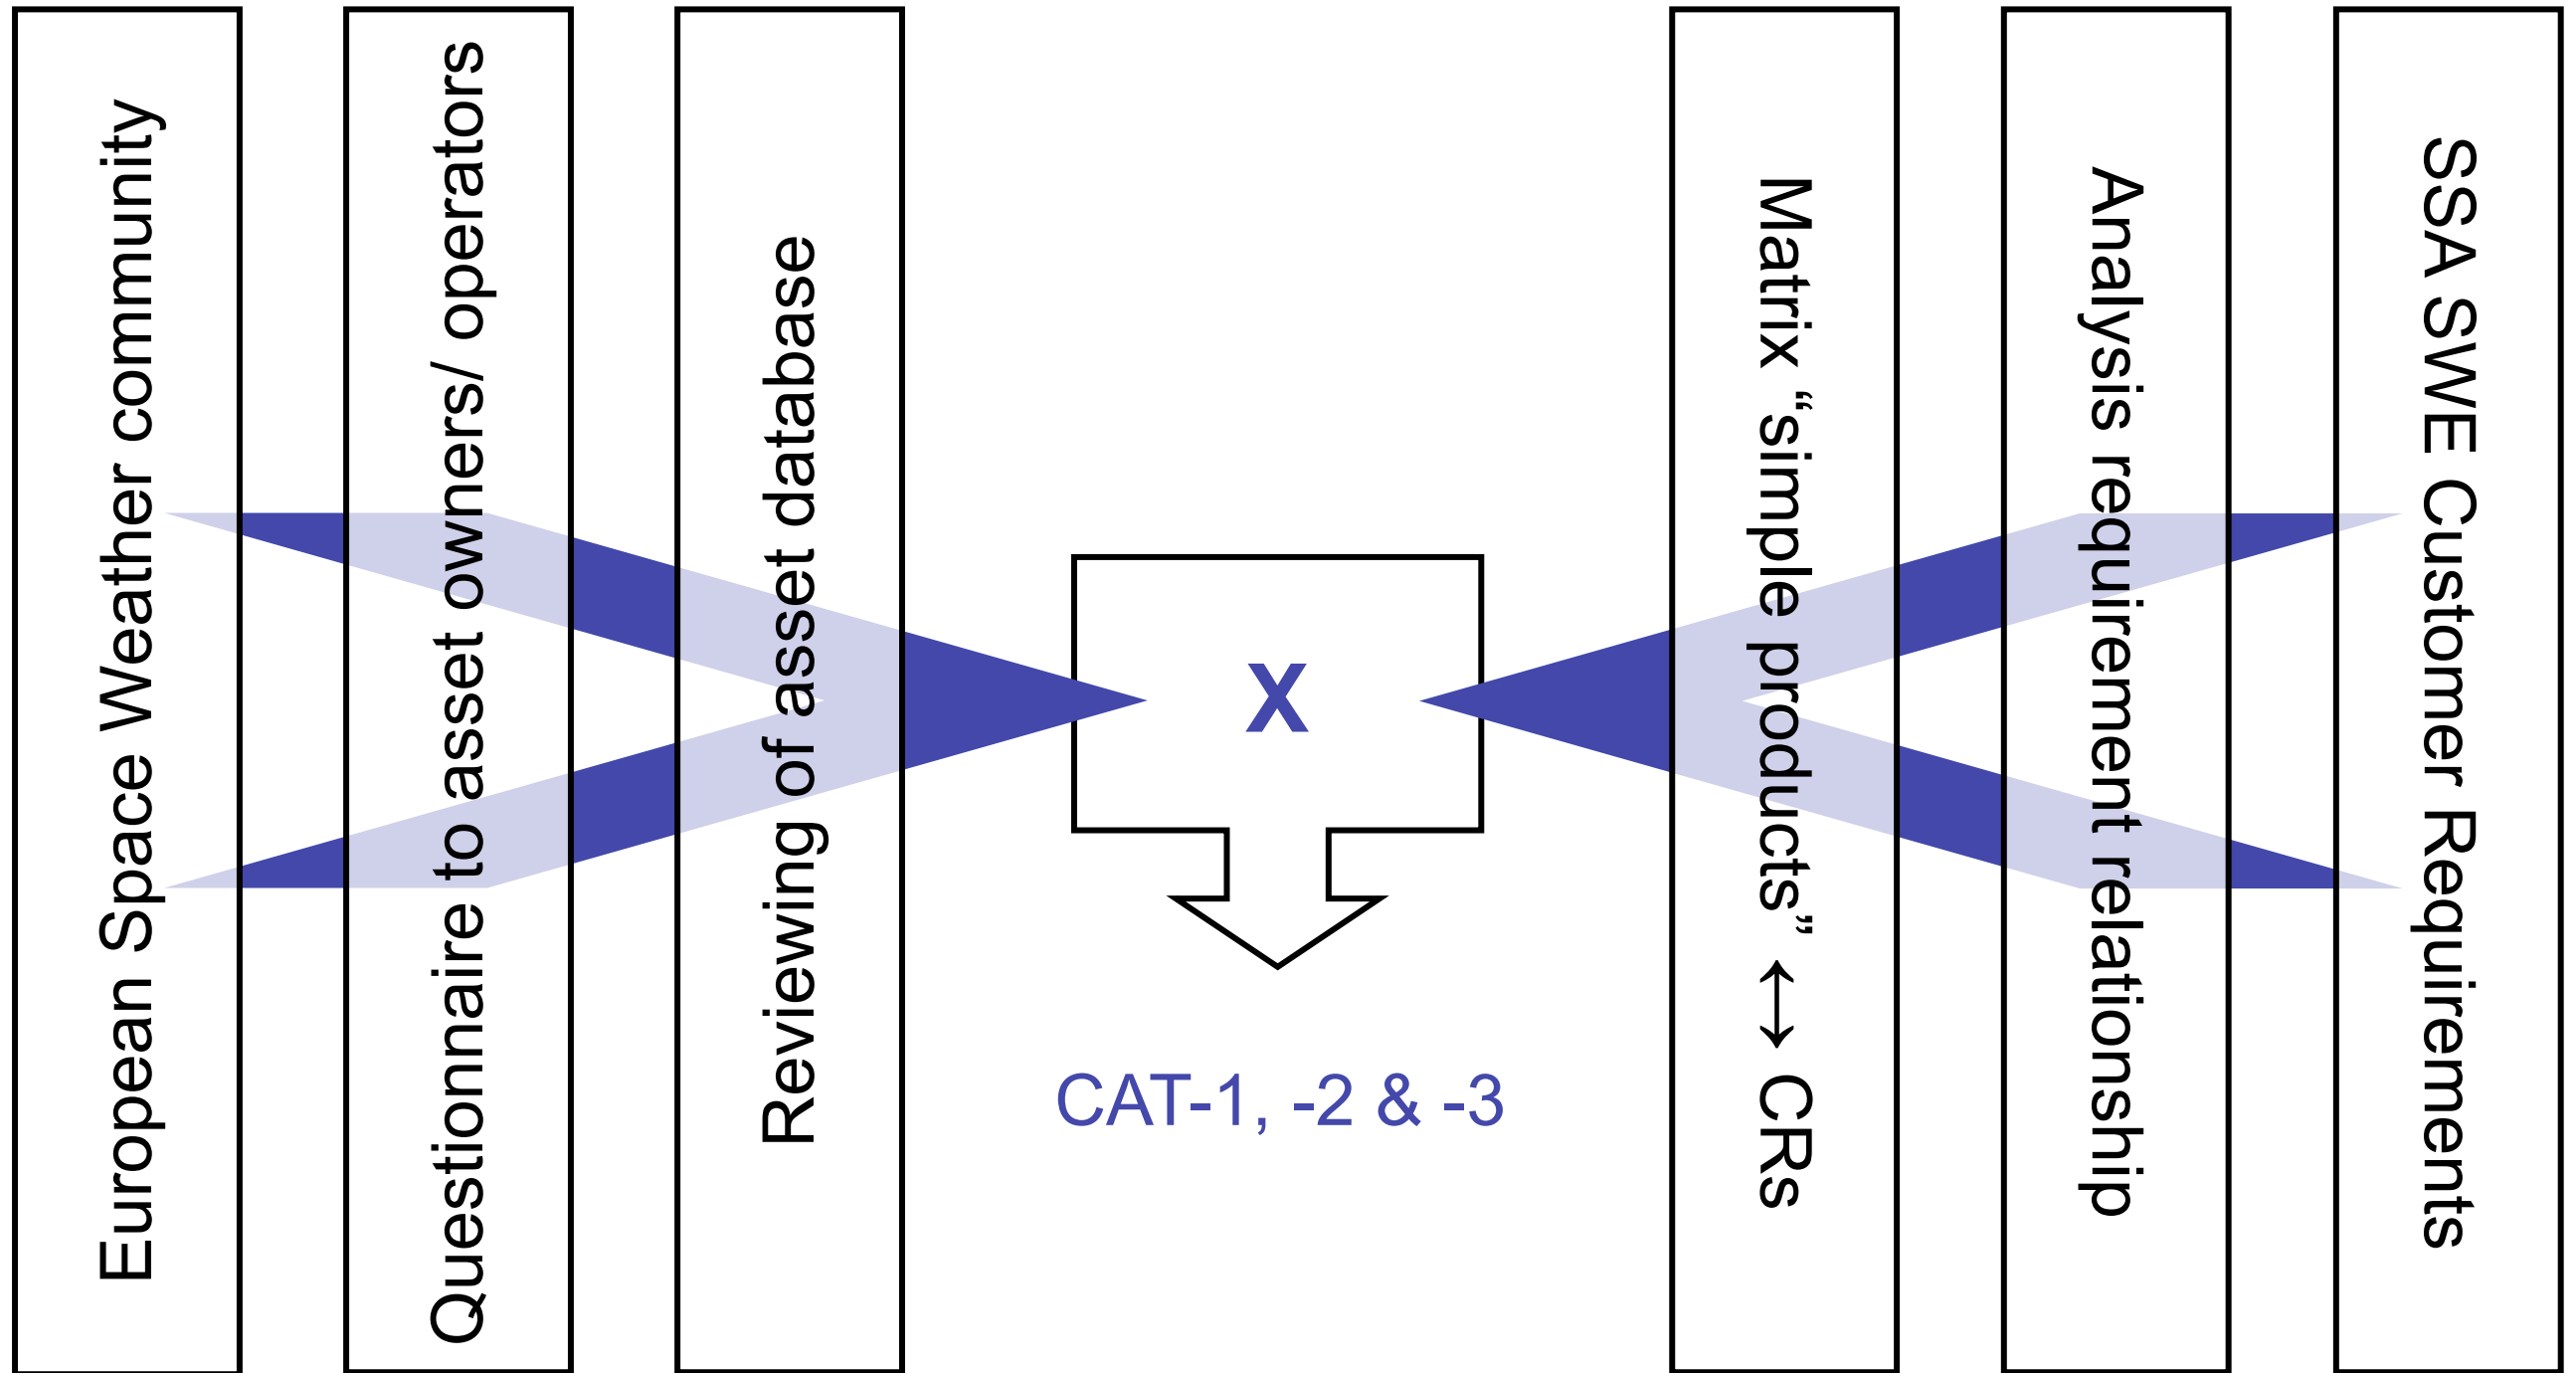 European Space Weather community
Questionnaire to asset owners/ operators
Reviewing of asset database
X
CAT-1, -2 & -3
Matrix “simple products” ↔ CRs
Analysis requirement relationship
SSA SWE Customer Requirements